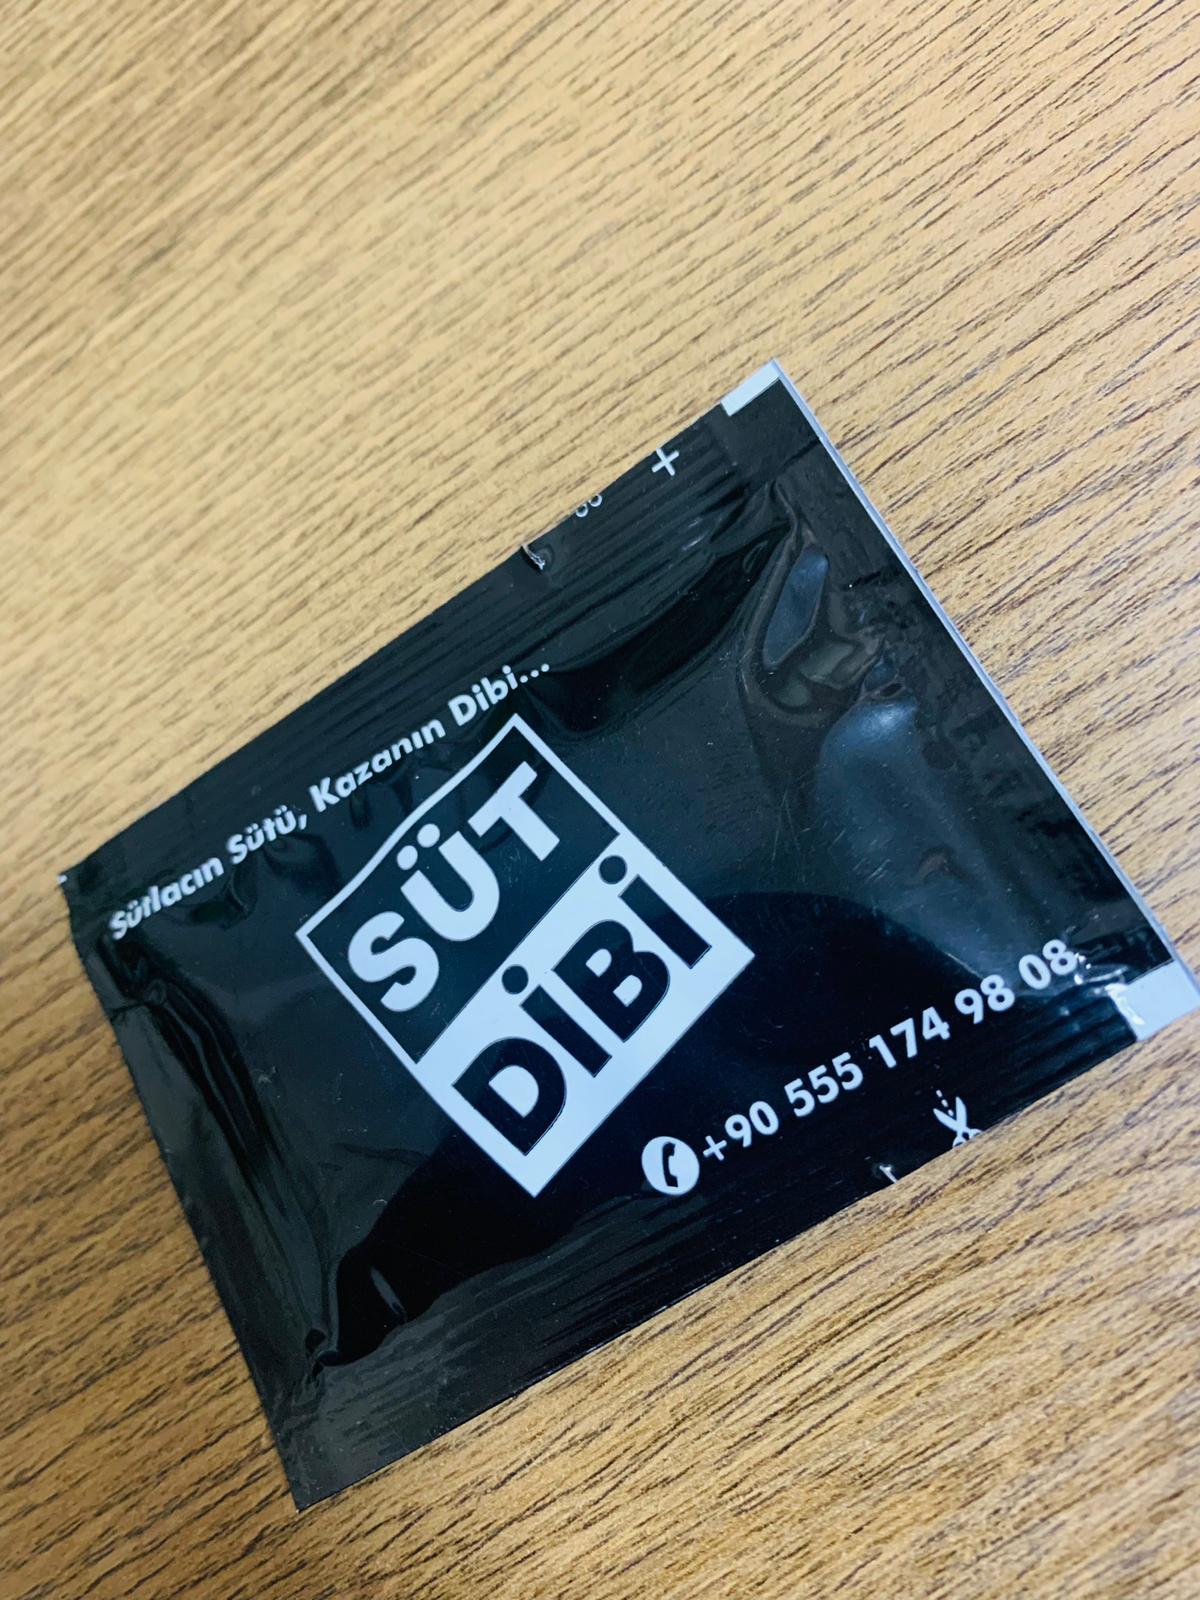 Sütlacın Sütü, Kazanın Dibi...
SÜT
DİBİ
+90 555 174 98 08